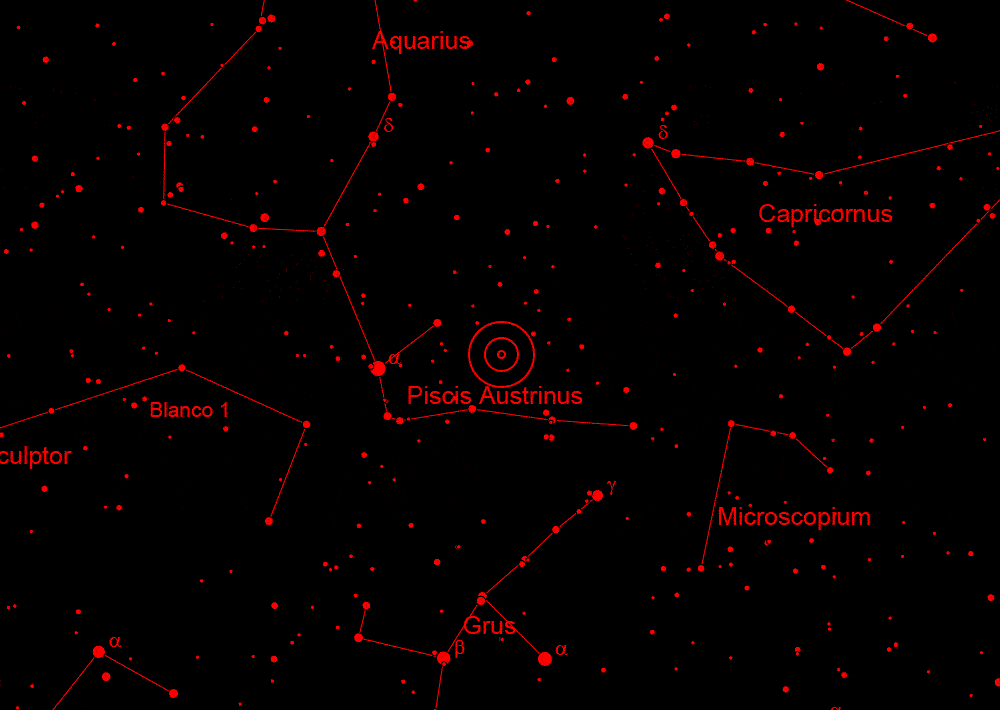 Aquarius
δ
δ
Capricornus
α
Piscis Austrinus
Blanco 1
culptor
γ
Microscopium
Grus
α
β
α
α